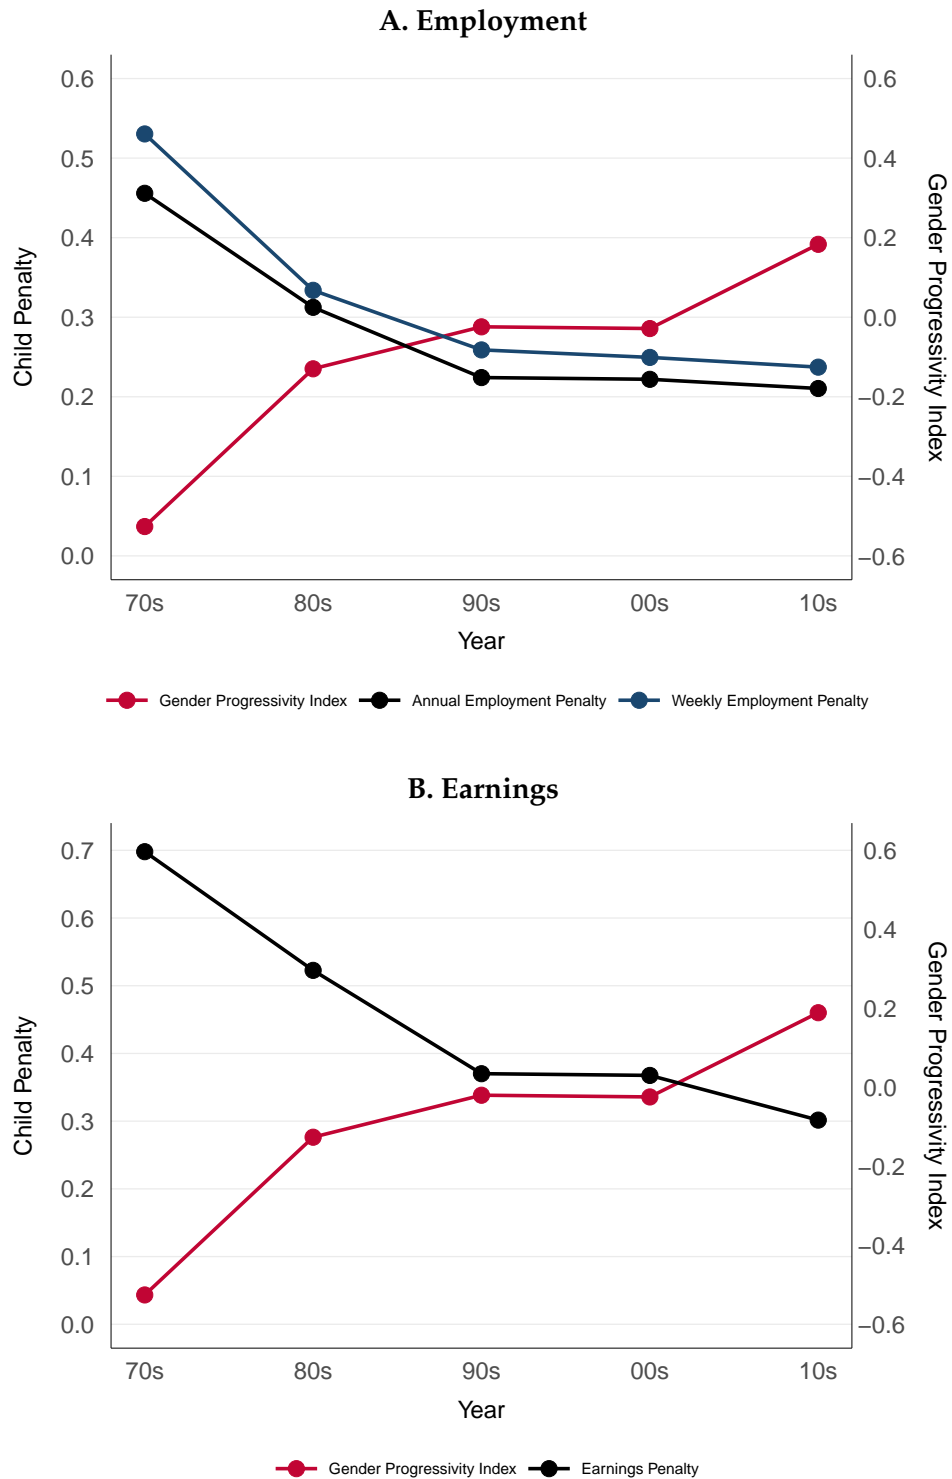 A. Employment
0.6
0.5
0.4
0.3
0.2
0.1
0.0
Child Penalty
0.6
0.4
0.2
0.0
−0.2
−0.4
−0.6
Gender Progressivity Index
70s 80s 90s 00s 10s
Year
Gender Progressivity Index Annual Employment Penalty Weekly Employment Penalty
B. Earnings
0.7
0.6
0.5
0.4
0.3
0.2
0.1
0.0
Child Penalty
0.6
0.4
0.2
0.0
−0.2
−0.4
−0.6
Gender Progressivity Index
70s 80s 90s 00s 10s
Year
Gender Progressivity Index Earnings Penalty